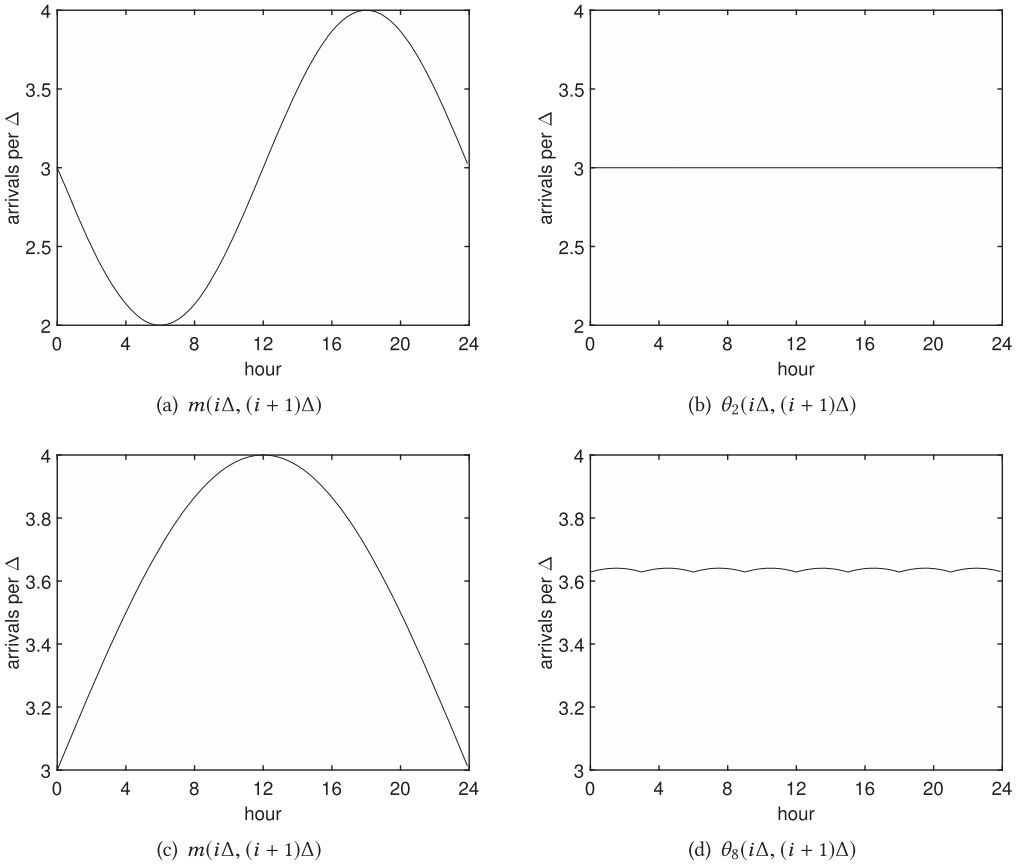 4
3.5
3
2.5
2
arrivals per Δ
0 4 8 12 16 20 24
hour
(a) m(iΔ, (i + 1)Δ)
4
3.5
3
2.5
2
arrivals per Δ
0 4 8 12 16 20 24
hour
(b) θ₂(iΔ, (i + 1)Δ)
4
3.8
3.6
3.4
3.2
3
arrivals per Δ
0 4 8 12 16 20 24
hour
(c) m(iΔ, (i + 1)Δ)
4
3.8
3.6
3.4
3.2
3
arrivals per Δ
0 4 8 12 16 20 24
hour
(d) θ₈(iΔ, (i + 1)Δ)